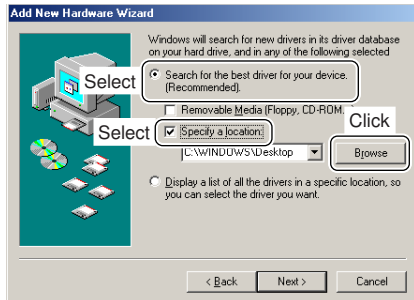 Add New Hardware Wizard
Windows will search for new drivers in its driver database
on your hard drive, and in any of the following selected
Select
Search for the best driver for your device.
(Recommended).
Removable Media (Floppy, CD-ROM...)
Click
Select
Specify a location:
C:\WINDOWS\Desktop
Browse
Display a list of all the drivers in a specific location, so
you can select the driver you want.
< Back
Next >
Cancel